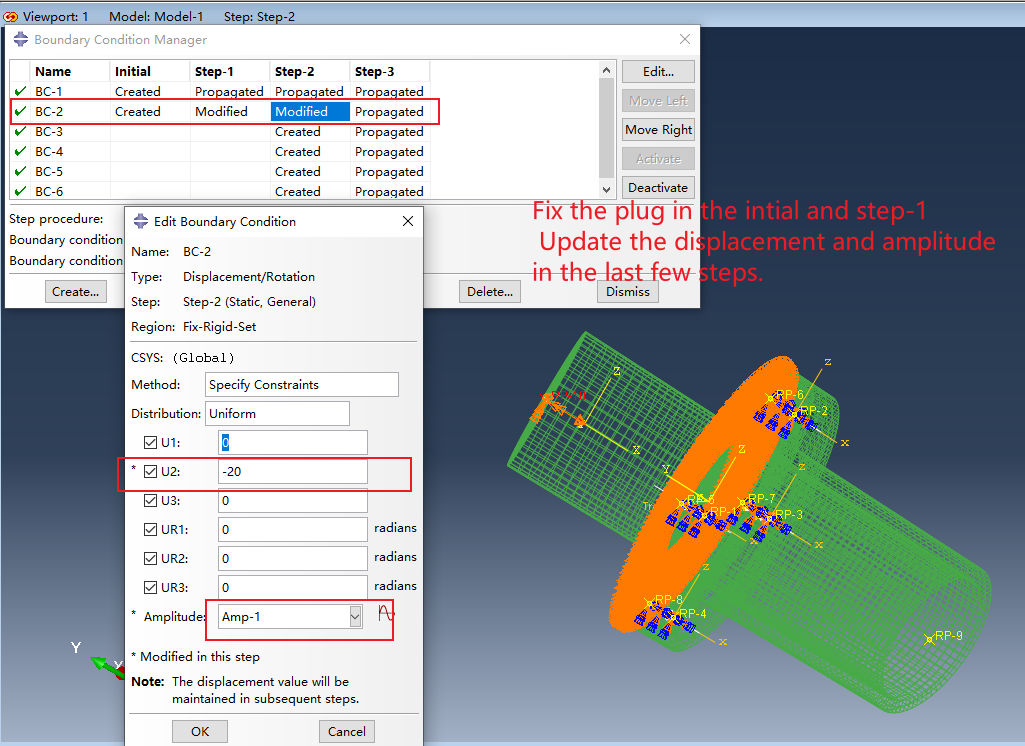 Viewport: 1 Model: Model-1 Step: Step-2
Boundary Condition Manager
Name Initial Step-1 Step-2 Step-3
BC-1 Created Propagated Propagated Propagated
BC-2 Created Modified Modified Propagated
BC-3 Created Propagated
BC-4 Created Propagated
BC-5 Created Propagated
BC-6 Created Propagated
Edit...
Move Left
Move Right
Activate
Deactivate
Step procedure:
Boundary condition
Boundary condition
Create...
Delete...
Dismiss
Fix the plug in the intial and step-1
Update the displacement and amplitude
in the last few steps.
Edit Boundary Condition
Name: BC-2
Type: Displacement/Rotation
Step: Step-2 (Static, General)
Region: Fix-Rigid-Set
CSYS: (Global)
Method: Specify Constraints
Distribution: Uniform
U1: 0
* U2: -20
U3: 0
UR1: 0 radians
UR2: 0 radians
UR3: 0 radians
* Amplitude: Amp-1
* Modified in this step
Note: The displacement value will be
maintained in subsequent steps.
OK
Cancel
Z
X
Z
RP-6
RP-2
X
Z
Y
Z
RP-7
RP-1
RP-3
X
X
Z
RP-8
RP-4
X
RP-9
Y